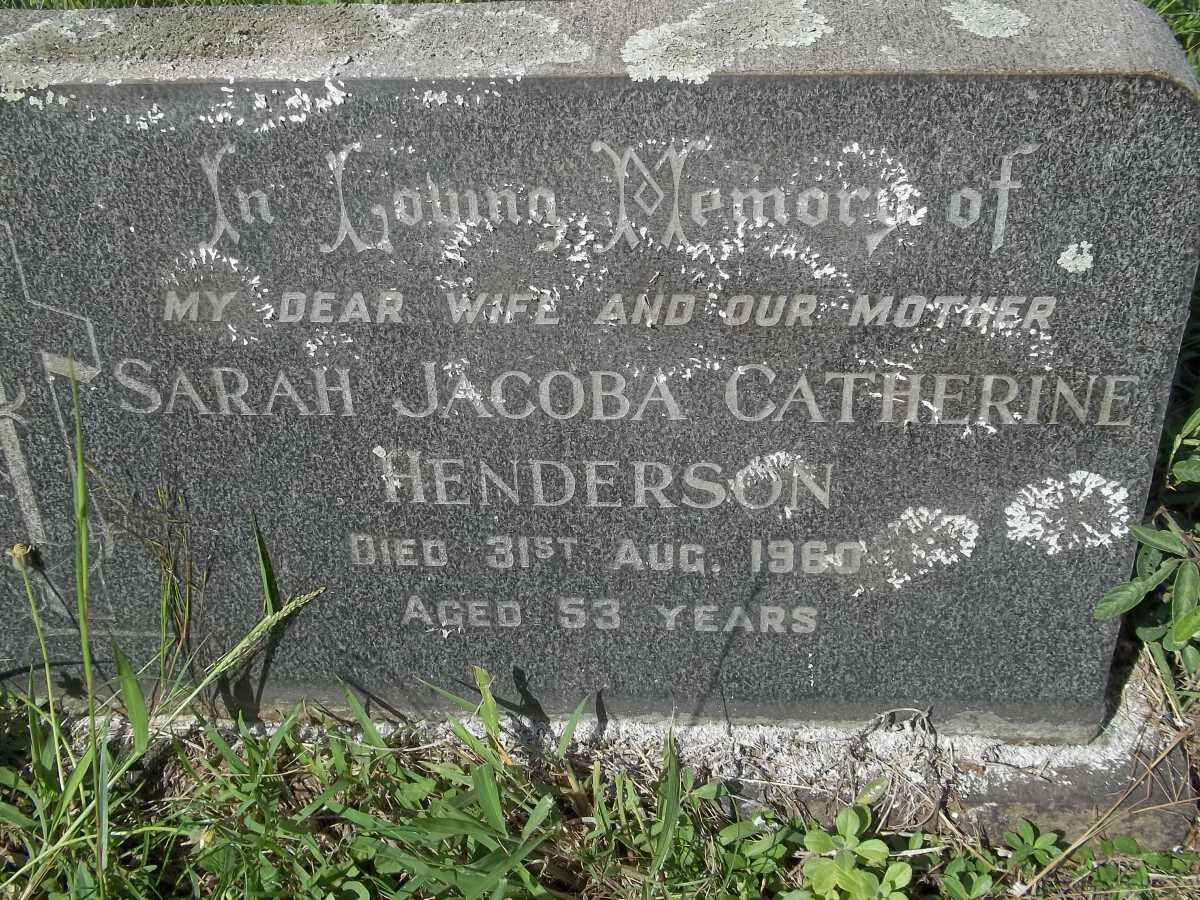 In Loving Memory of
MY DEAR WIFE AND OUR MOTHER
SARAH JACOBA CATHERINE
HENDERSON
DIED 31ST AUG. 1960
AGED 53 YEARS